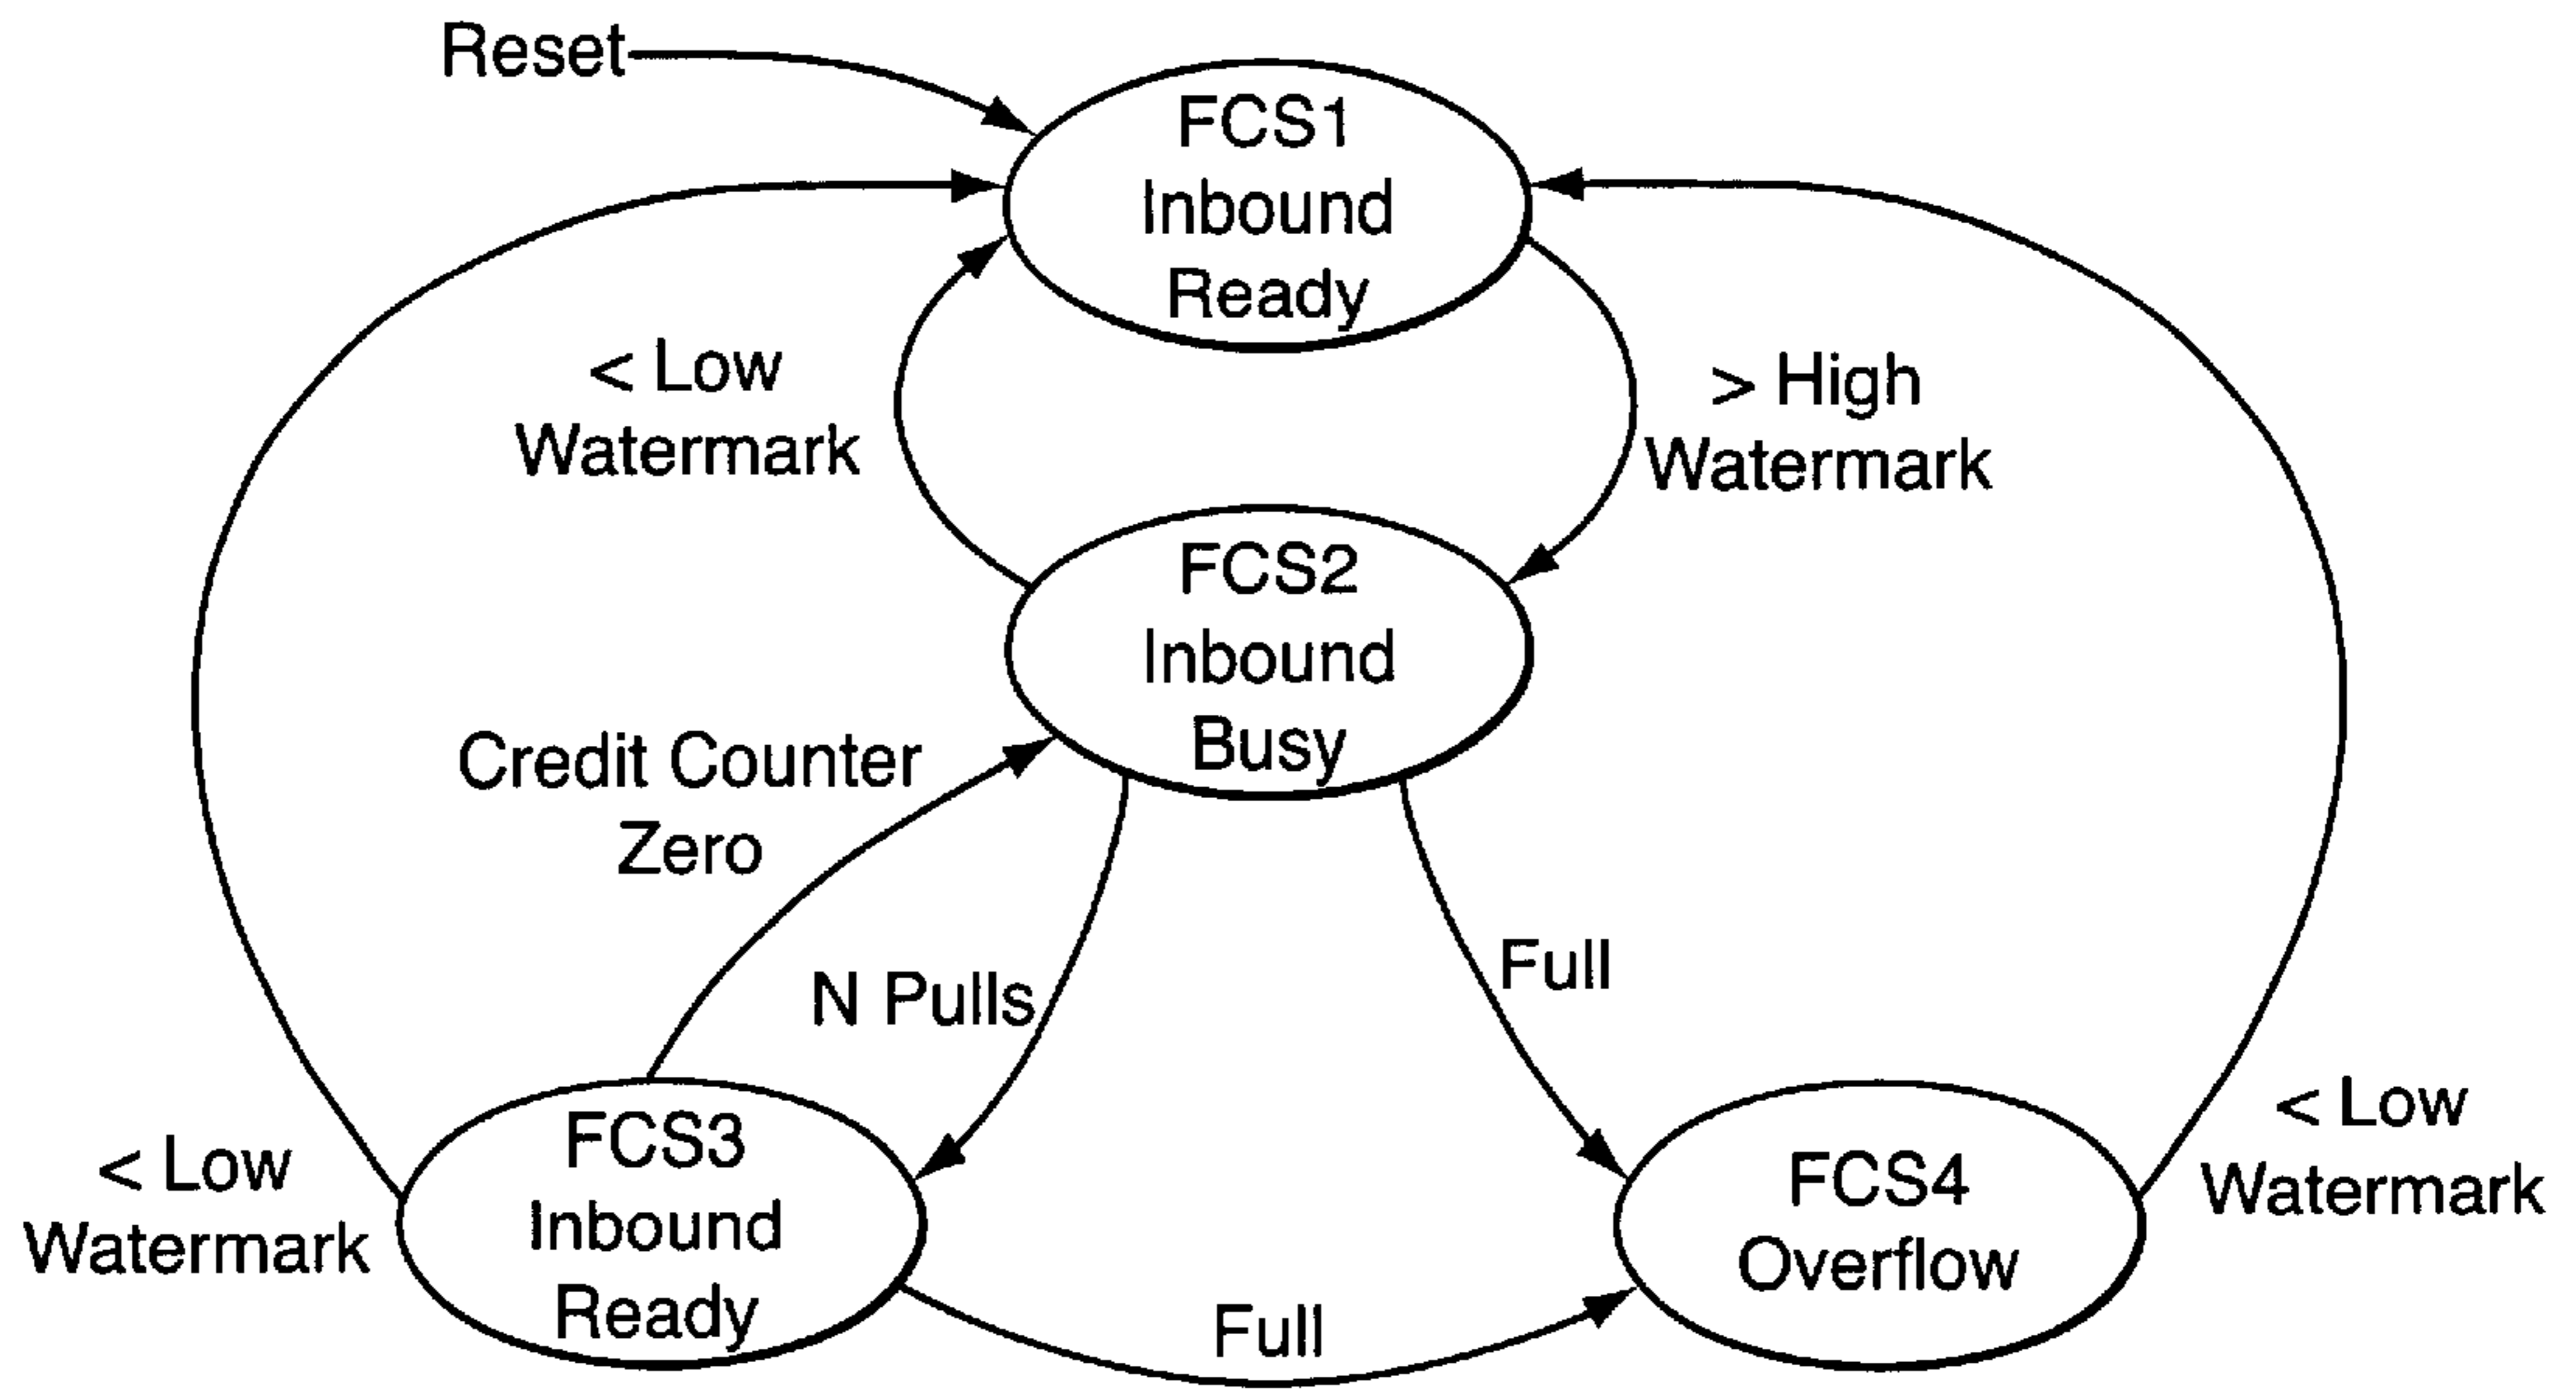 Reset
FCS1
Inbound
Ready
< Low
Watermark
> High
Watermark
FCS2
Inbound
Busy
Credit Counter
Zero
N Pulls
Full
FCS3
Inbound
Ready
< Low
Watermark
Full
FCS4
Overflow
< Low
Watermark